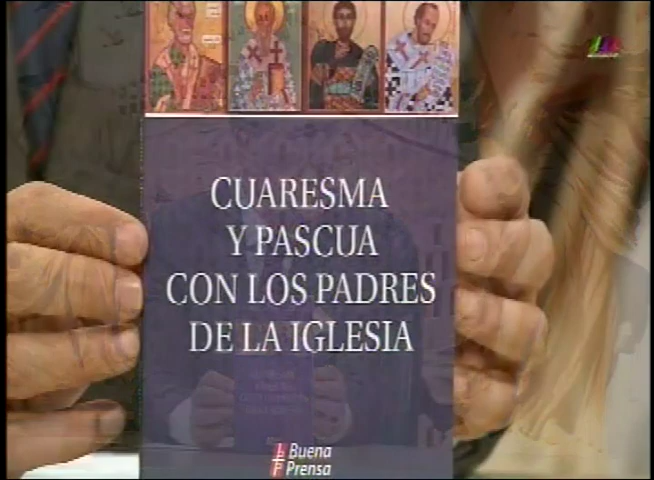 CUARESMA
Y PASCUA
CON LOS PADRES
DE LA IGLESIA
Buena
Prensa